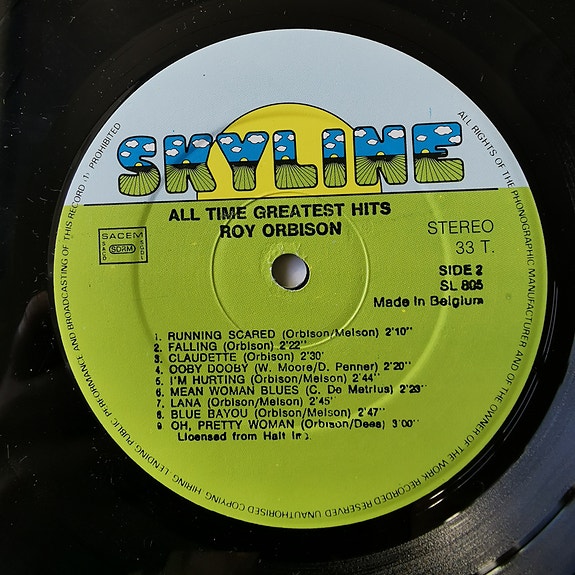 SKYLINE
ALL TIME GREATEST HITS
ROY ORBISON
SACEM
SDRM
STEREO
33 T.
SIDE 2
SL 805
Made In Belgium
1. RUNNING SCARED (Orbison/Melson) 2'10"
2. FALLING (Orbison) 2'22"
3. CLAUDETTE (Orbison) 2'30'
4. OOBY DOOBY (W. Moore/D. Penner) 2'20"
5. I'M HURTING (Orbison/Melson) 2'44"
6. MEAN WOMAN BLUES (C. De Metrius) 2'23"
7. LANA (Orbison/Melson) 2'45'
8. BLUE BAYOU (Orbison/Melson) 2'47"
9 OH, PRETTY WOMAN (Orbison/Dees) 3'00"
Licensed from Halt Inc.
ALL RIGHTS OF THE PHONOGRAPHIC MANUFACTURER AND OF THE OWNER OF THE WORK RECORDED RESERVED UNAUTHORISED COPYING HIRING. LENDING PUBLIC PERFORMANCE AND BROADCASTING OF THIS RECORD (1) PROHIBITED